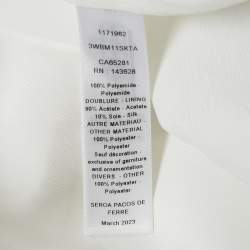 1171962
3WBM11SKTA
CA65281
RN : 143828
100% Polyamide
Polyamide
DOUBLURE - LINING
90% Acetate - Acetate
10% Soie - Silk
AUTRE MATERIAU -
OTHER MATERIAL
100% Polyester -
Polyester
Sauf décoration -
exclusive of garniture
and ornamentation
DIVERS - OTHER
100% Polyester -
Polyester
SEROA PACOS DE
FERRE
March 2023